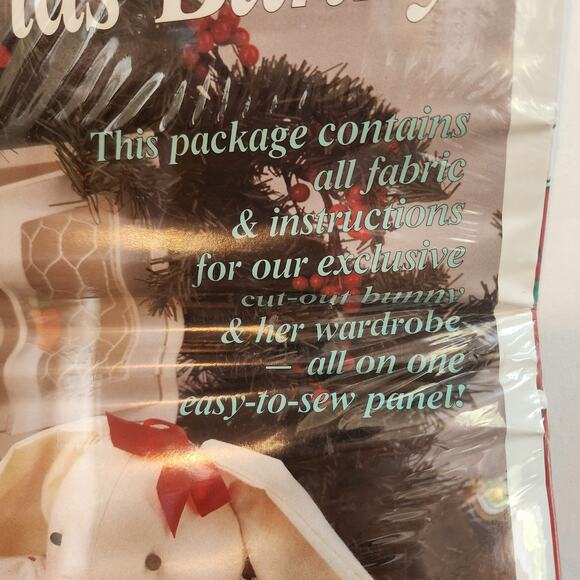 This package contains
all fabric
& instructions
for our exclusive
cut-out bunny
& her wardrobe
— all on one
easy-to-sew panel!